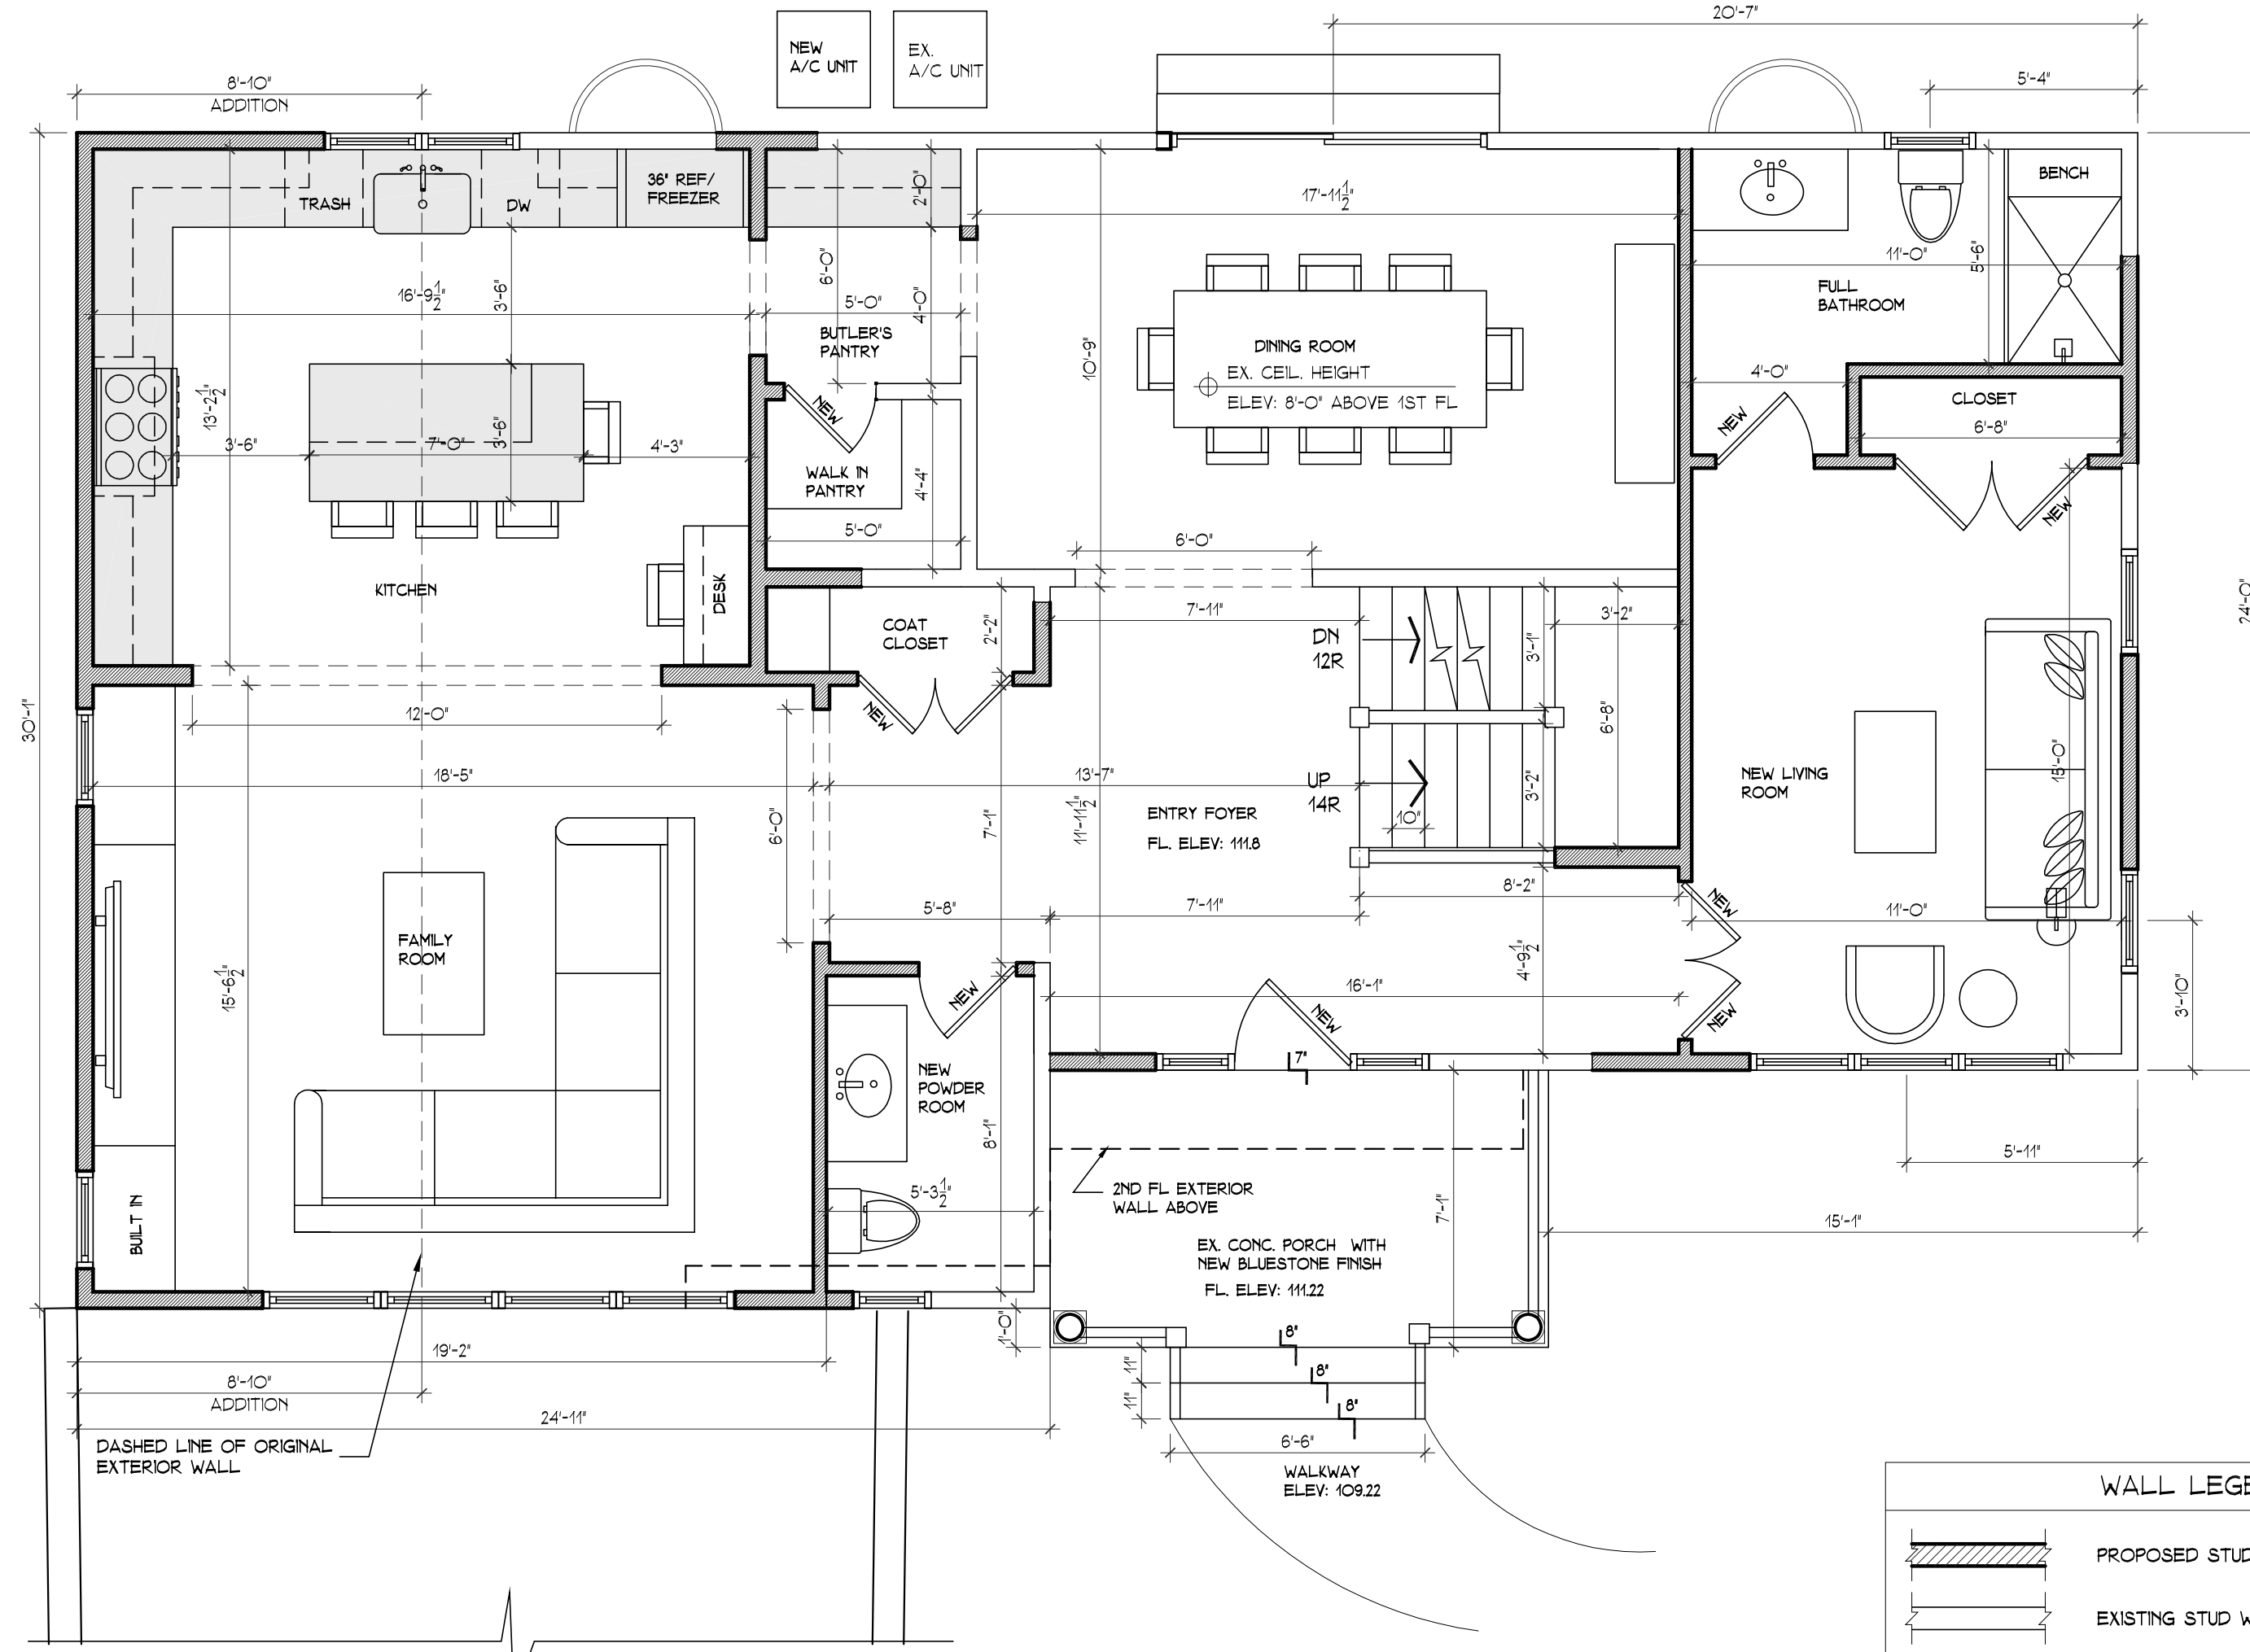 20'-7"
NEW
A/C UNIT
EX.
A/C UNIT
8'-10"
ADDITION
5'-4"
TRASH
DW
36" REF/
FREEZER
2'-0"
17'-11 1/2"
BENCH
11'-0"
5'-6"
FULL
BATHROOM
16'-9 1/2"
3'-6"
6'-0"
5'-0"
4'-0"
BUTLER'S
PANTRY
10'-9"
DINING ROOM
EX. CEIL. HEIGHT
ELEV: 8'-0" ABOVE 1ST FL
4'-0"
CLOSET
6'-8"
NEW
NEW
NEW
13'-2 1/2"
3'-6"
7'-0"
3'-6"
4'-3"
WALK IN
PANTRY
4'-4"
5'-0"
6'-0"
KITCHEN
DESK
COAT
CLOSET
2'-2"
7'-11"
DN
12R
3'-1"
3'-2"
24'-0"
30'-1"
12'-0"
NEW
6'-8"
18'-5"
13'-7"
UP
14R
3'-2"
10"
NEW LIVING
ROOM
15'-0"
6'-0"
7'-1"
11'-11 1/2"
ENTRY FOYER
FL. ELEV: 111.8
8'-2"
5'-8"
7'-11"
NEW
11'-0"
FAMILY
ROOM
15'-6 1/2"
4'-9 1/2"
16'-1"
NEW
NEW
NEW
3'-10"
7"
NEW
POWDER
ROOM
8'-1"
5'-3 1/2"
BUILT IN
2ND FL EXTERIOR
WALL ABOVE
7'-1"
5'-11"
15'-1"
EX. CONC. PORCH WITH
NEW BLUESTONE FINISH
FL. ELEV: 111.22
1'-0"
8"
19'-2"
11"
8"
8'-10"
ADDITION
11"
8"
24'-11"
DASHED LINE OF ORIGINAL
EXTERIOR WALL
6'-6"
WALKWAY
ELEV: 109.22
WALL LEGE
PROPOSED STUD
EXISTING STUD W